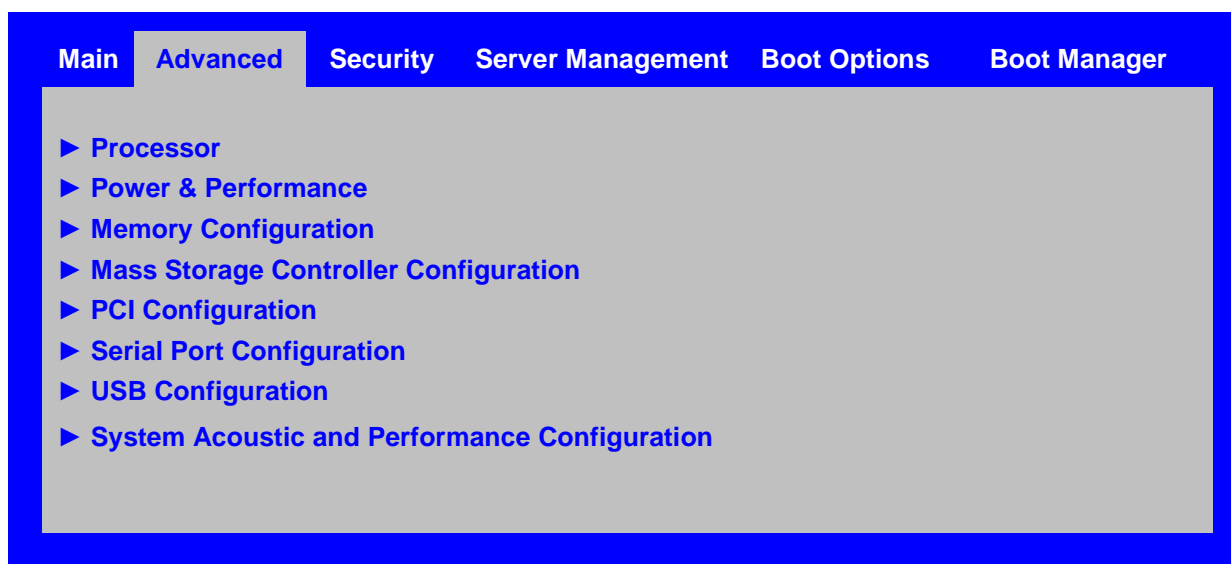 Main Advanced Security Server Management Boot Options Boot Manager
► Processor
► Power & Performance
► Memory Configuration
► Mass Storage Controller Configuration
► PCI Configuration
► Serial Port Configuration
► USB Configuration
► System Acoustic and Performance Configuration